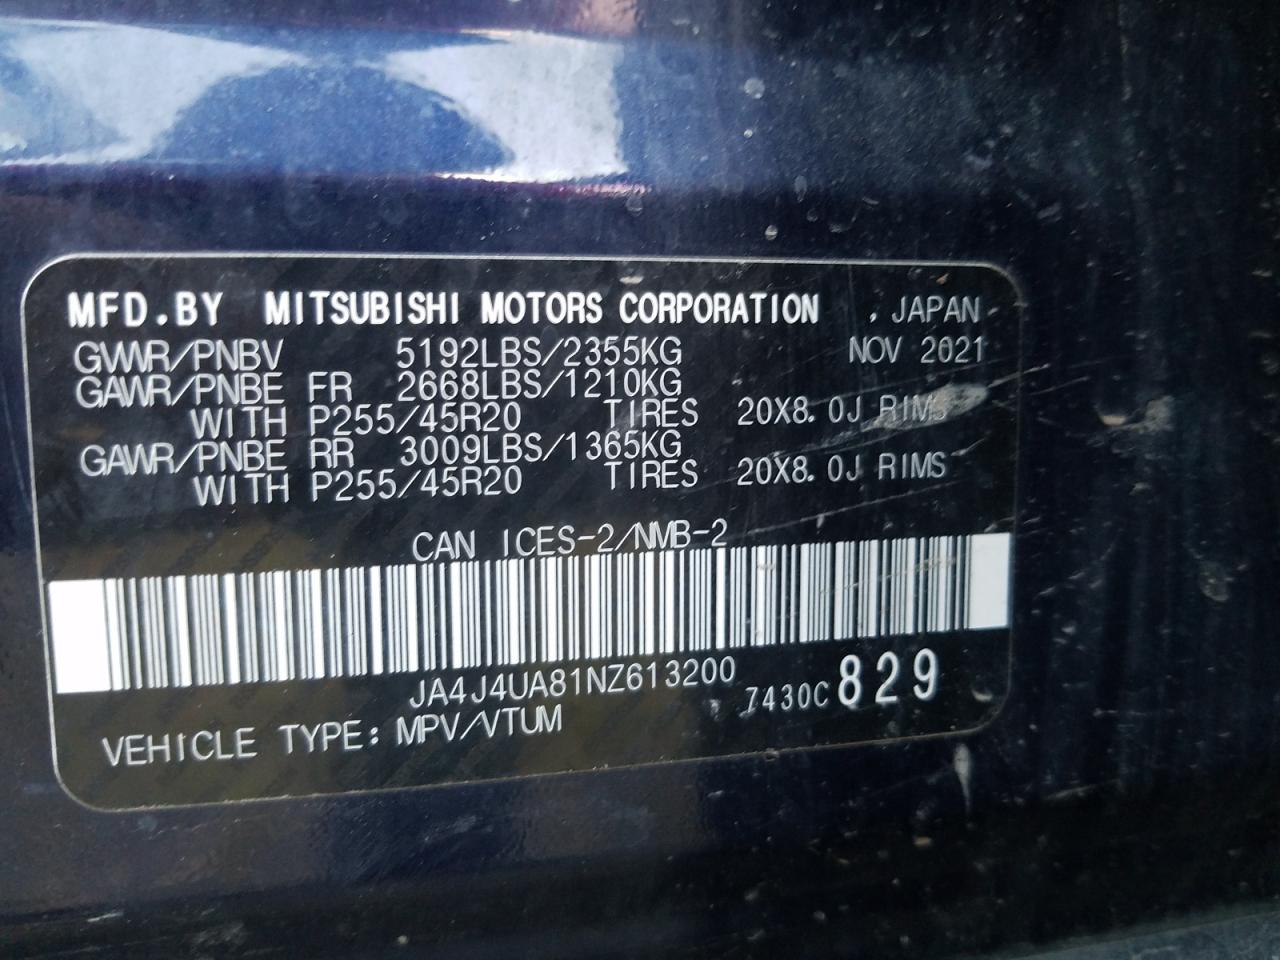 MFD.BY MITSUBISHI MOTORS CORPORATION , JAPAN
GVWR/PNBV 5192LBS/2355KG NOV 2021
GAWR/PNBE FR 2668LBS/1210KG
WITH P255/45R20 TIRES 20X8.0J RIMS
GAWR/PNBE RR 3009LBS/1365KG
WITH P255/45R20 TIRES 20X8.0J RIMS
CAN ICES-2/NMB-2
JA4J4UA81NZ613200 7430C 829
VEHICLE TYPE: MPV/VTUM